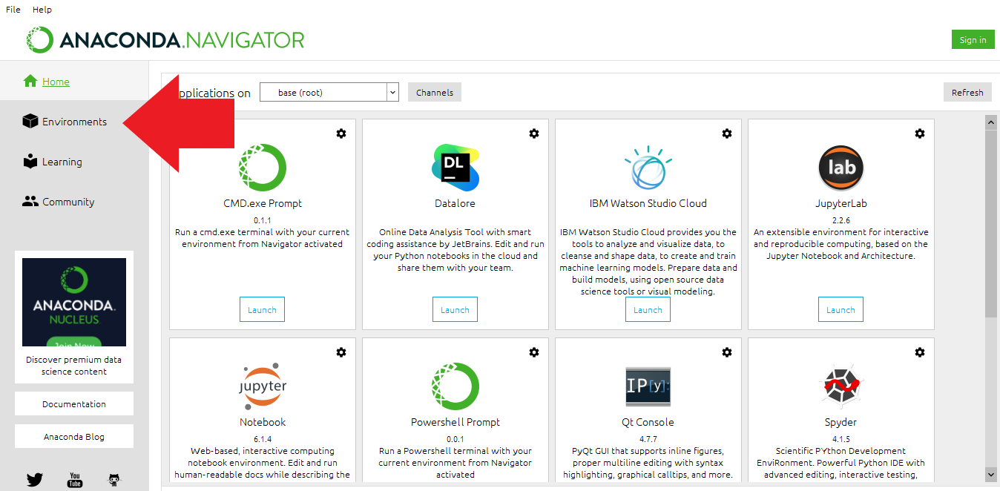 File Help
ANACONDA.NAVIGATOR
Sign in
Home
Environments
Learning
Community
ANACONDA.
NUCLEUS
Join Now
Discover premium data
science content
Documentation
Anaconda Blog
You
Tube
pplications on
base (root)
Channels
Refresh
CMD.exe Prompt
0.1.1
Run a cmd.exe terminal with your current
environment from Navigator activated
Launch
DL
Datalore
Online Data Analysis Tool with smart
coding assistance by JetBrains. Edit and run
your Python notebooks in the cloud and
share them with your team.
Launch
IBM Watson Studio Cloud
IBM Watson Studio Cloud provides you the
tools to analyze and visualize data, to
cleanse and shape data, to create and train
machine learning models. Prepare data and
build models, using open source data
science tools or visual modeling.
Launch
lab
JupyterLab
2.2.6
An extensible environment for interactive
and reproducible computing, based on the
Jupyter Notebook and Architecture.
Launch
jupyter
Notebook
6.1.4
Web-based, interactive computing
notebook environment. Edit and run
human-readable docs while describing the
Powershell Prompt
0.0.1
Run a Powershell terminal with your
current environment from Navigator
activated
IP[y]:
Qt Console
4.7.7
PyQt GUI that supports inline figures,
proper multiline editing with syntax
highlighting, graphical calltips, and more.
Spyder
4.1.5
Scientific PYthon Development
EnviRonment. Powerful Python IDE with
advanced editing, interactive testing,